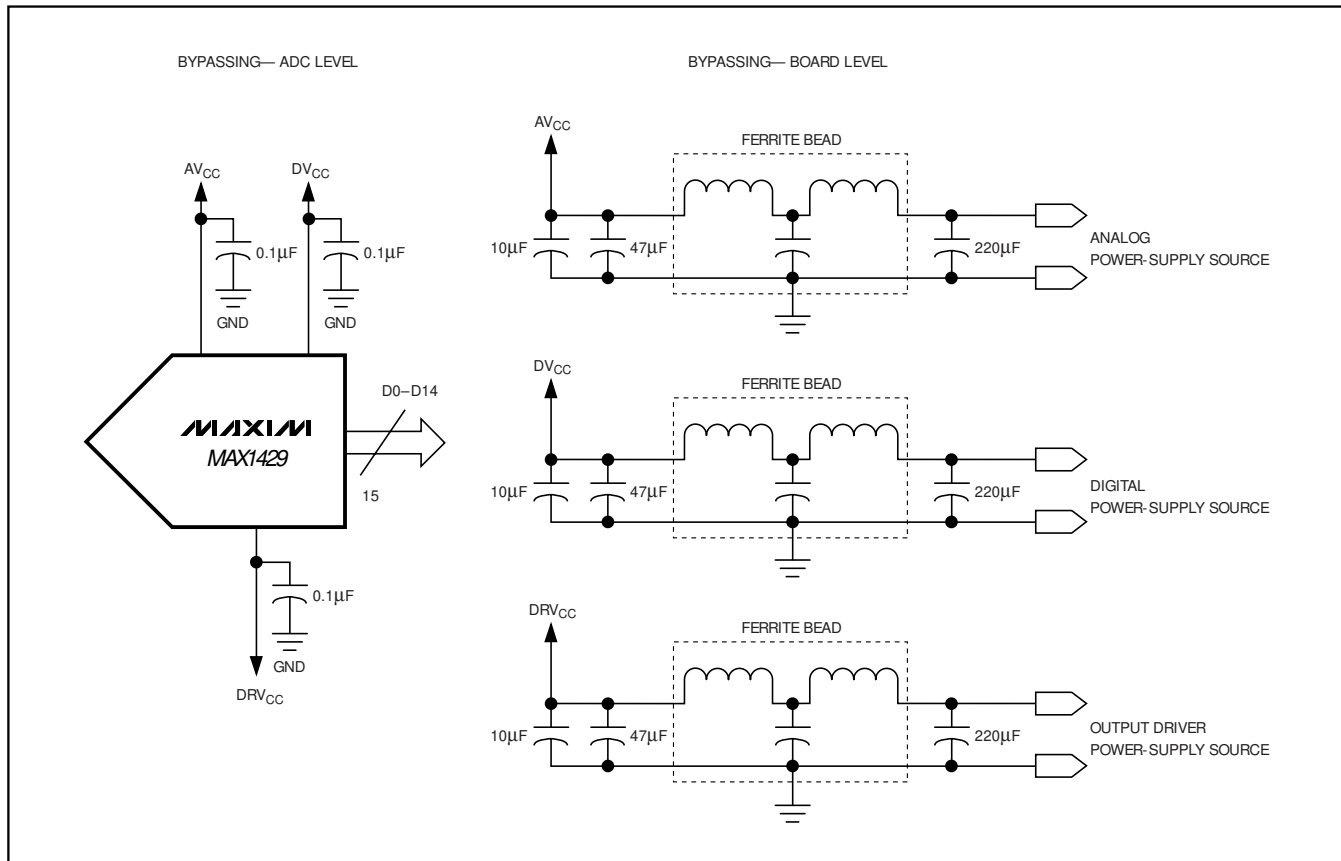 BYPASSING— ADC LEVEL
BYPASSING— BOARD LEVEL
AVCC
DVCC
0.1µF
0.1µF
GND
GND
D0–D14
MAXIM
MAX1429
15
0.1µF
GND
DRVCC
AVCC
FERRITE BEAD
10µF
47µF
220µF
ANALOG
POWER-SUPPLY SOURCE
DVCC
FERRITE BEAD
10µF
47µF
220µF
DIGITAL
POWER-SUPPLY SOURCE
DRVCC
FERRITE BEAD
10µF
47µF
220µF
OUTPUT DRIVER
POWER-SUPPLY SOURCE